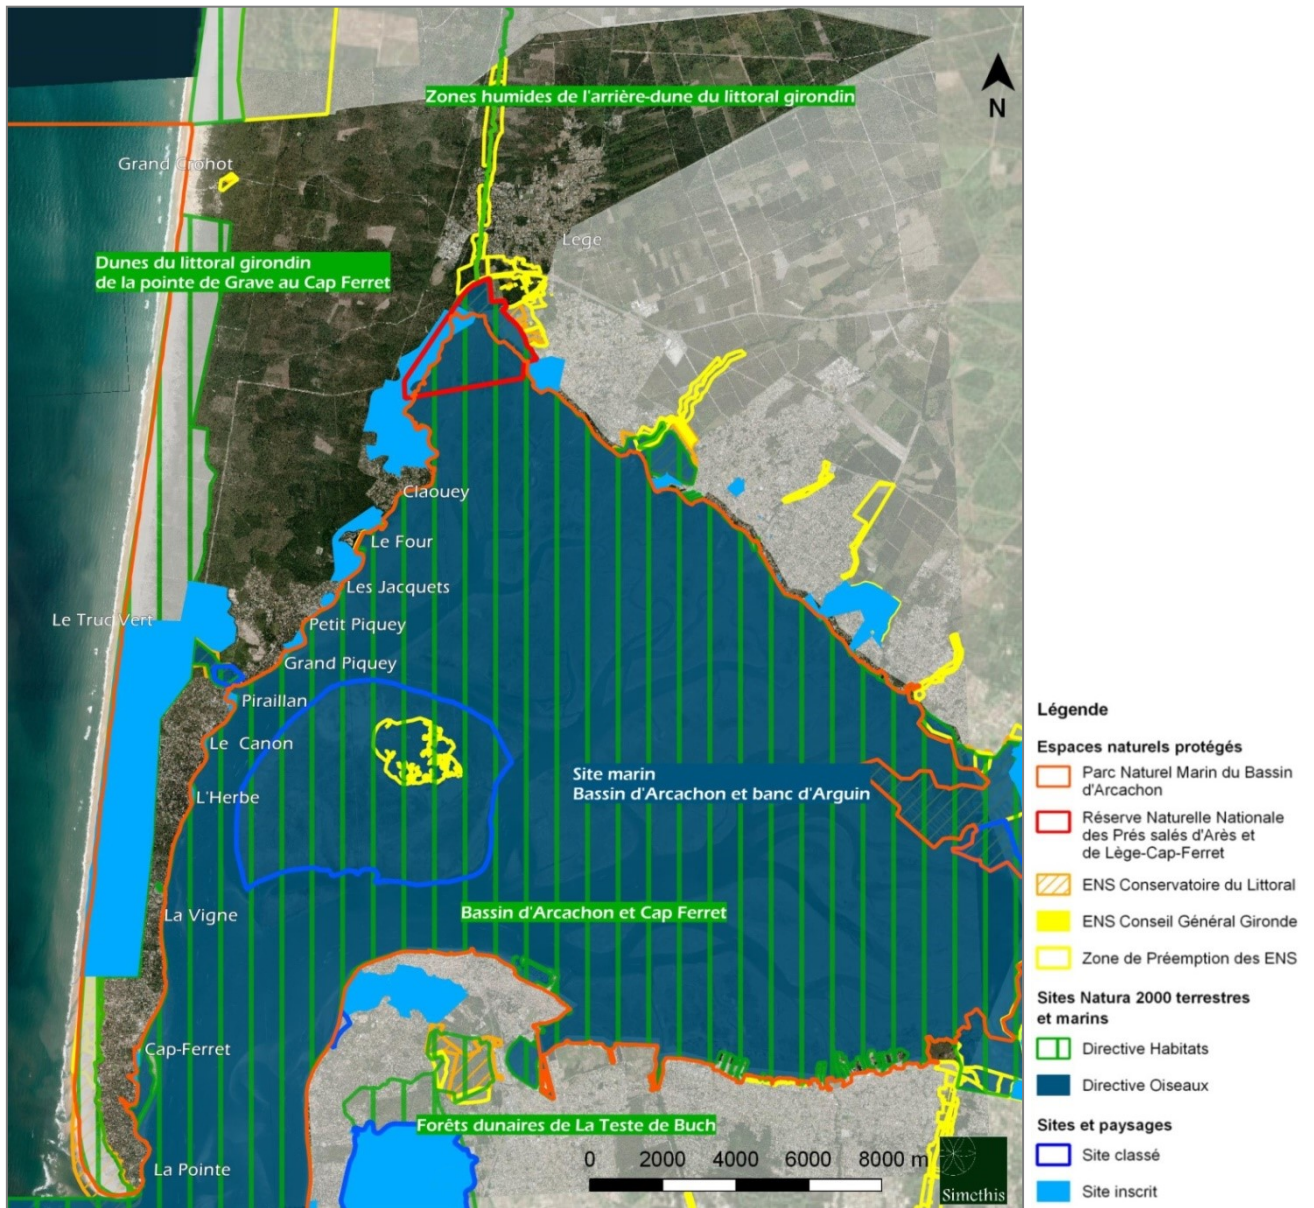 Zones humides de l'arrière-dune du littoral girondin
N
Grand Crohot
Lège
Dunes du littoral girondin
de la pointe de Grave au Cap Ferret
Claouey
Le Four
Les Jacquets
Le Truc Vert
Petit Piquey
Grand Piquey
Piraillan
Le Canon
Site marin
Bassin d'Arcachon et banc d'Arguin
L'Herbe
La Vigne
Bassin d'Arcachon et Cap Ferret
Cap-Ferret
Forêts dunaires de La Teste de Buch
La Pointe
0 2000 4000 6000 8000 m
Simethis
Légende
Espaces naturels protégés
Parc Naturel Marin du Bassin
d'Arcachon
Réserve Naturelle Nationale
des Prés salés d'Arès et
de Lège-Cap-Ferret
ENS Conservatoire du Littoral
ENS Conseil Général Gironde
Zone de Préemption des ENS
Sites Natura 2000 terrestres
et marins
Directive Habitats
Directive Oiseaux
Sites et paysages
Site classé
Site inscrit